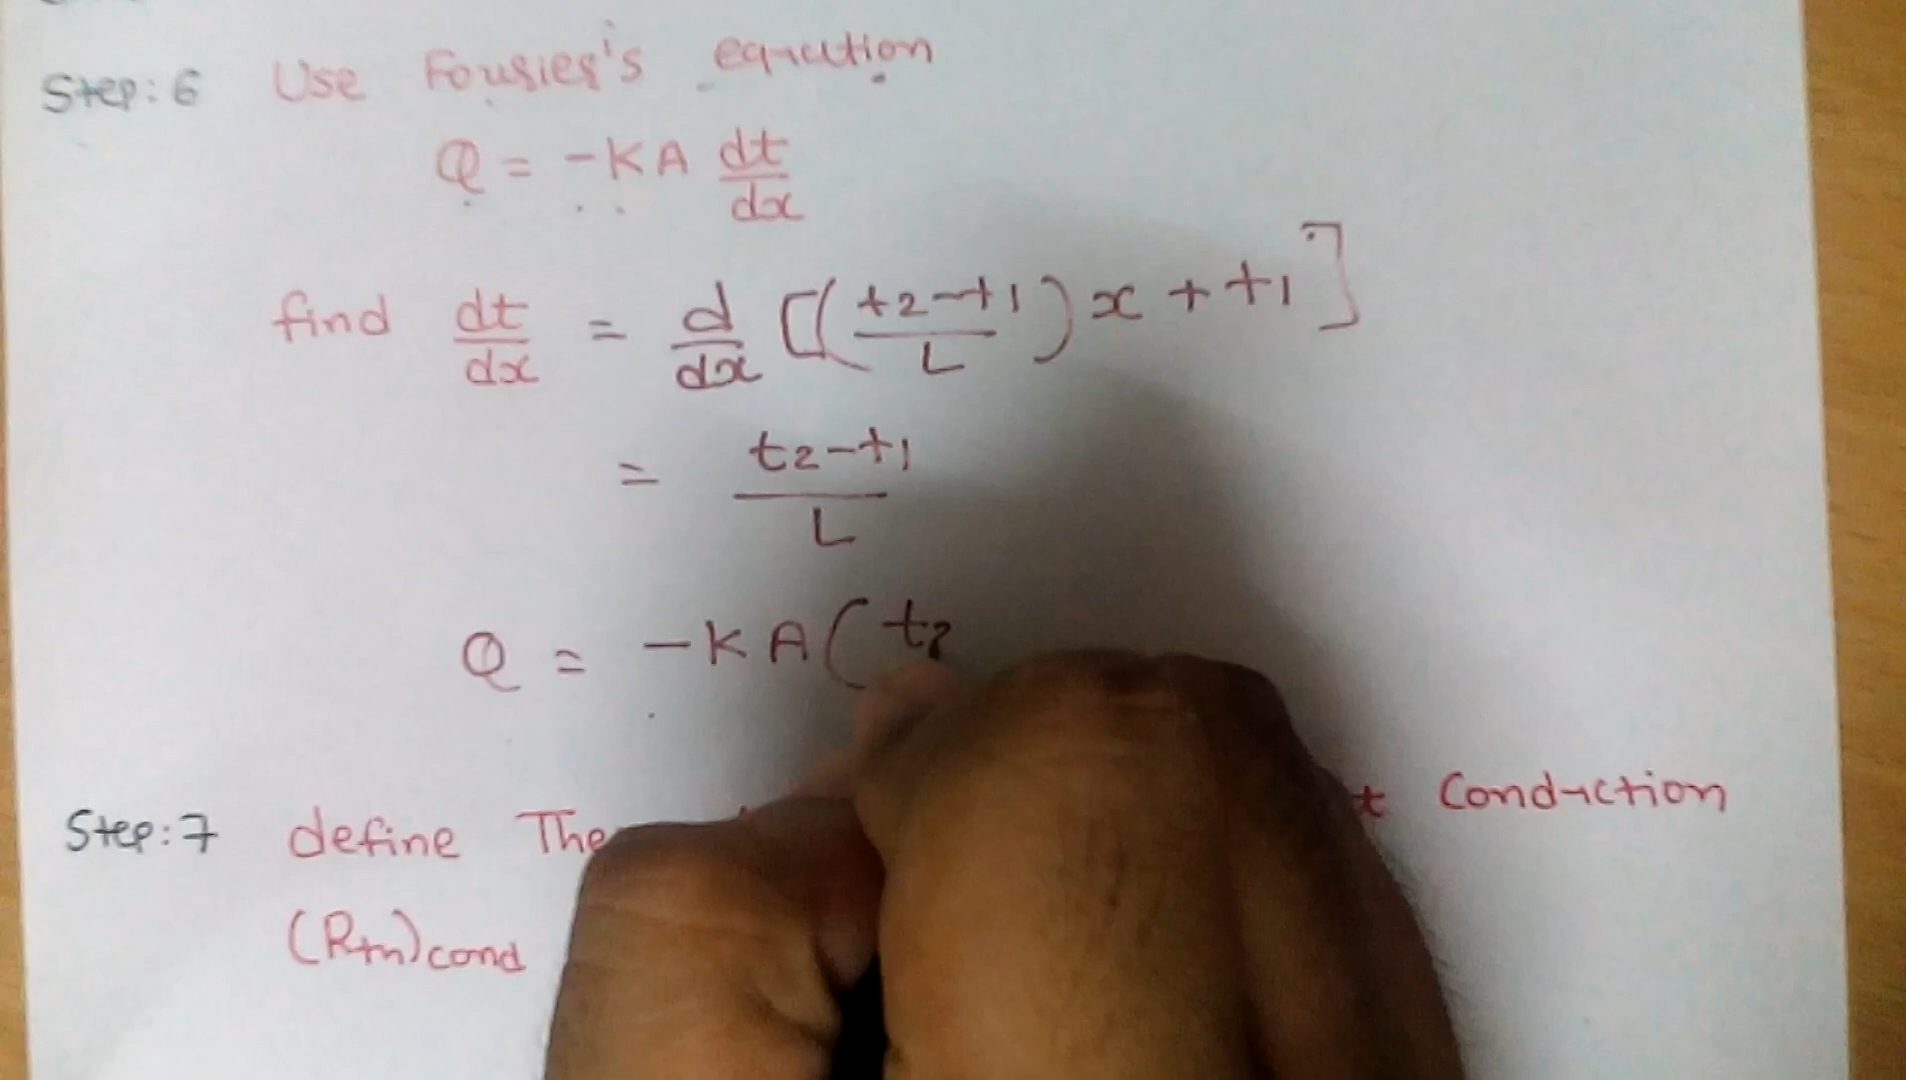 Step:6 Use Fourier's equation
Q = -KA dt/dx
find dt/dx = d/dx [((t2-t1)/L)x + t1]
= (t2-t1)/L
Q = -KA(t2
Step:7 define The t Conduction
(Rth)cond